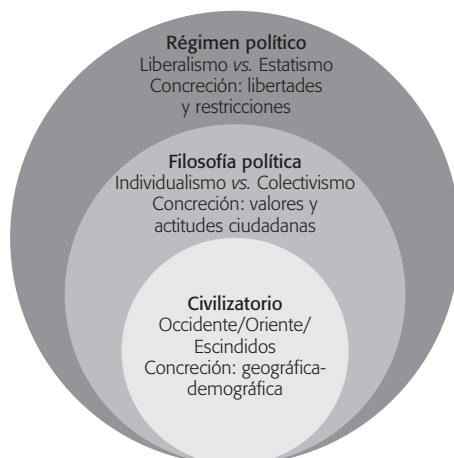 Régimen político
Liberalismo vs. Estatismo
Concreción: libertades
y restricciones
Filosofía política
Individualismo vs. Colectivismo
Concreción: valores y
actitudes ciudadanas
Civilizatorio
Occidente/Oriente/
Escindidos
Concreción: geográfica-
demográfica